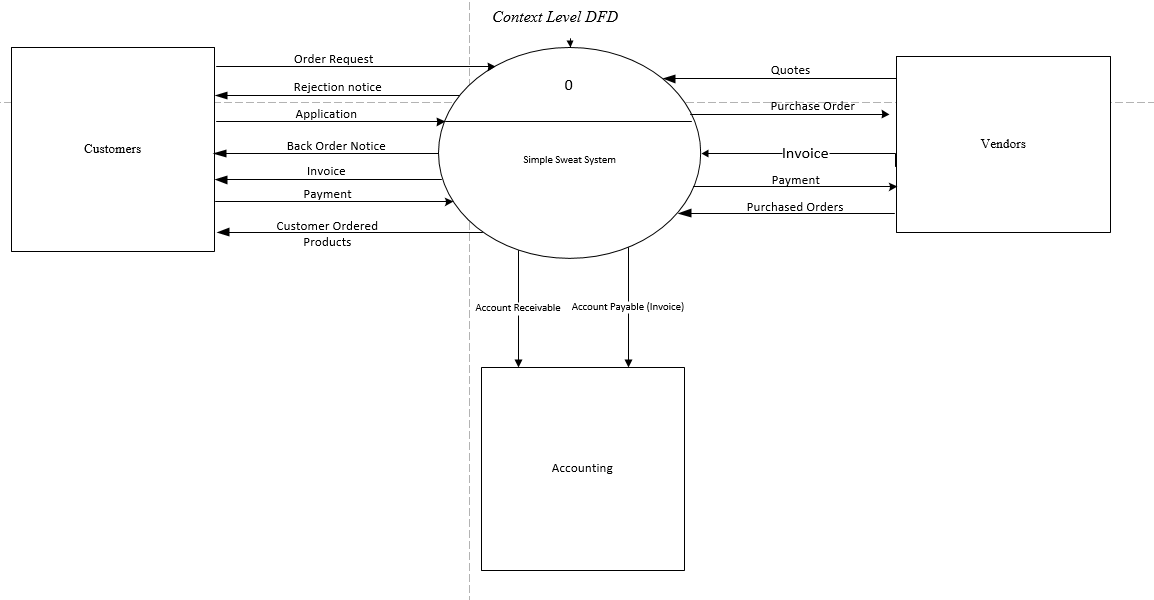 Context Level DFD
Customers
Order Request
Rejection notice
Application
Back Order Notice
Invoice
Payment
Customer Ordered
Products
0
Simple Sweat System
Quotes
Purchase Order
Invoice
Payment
Purchased Orders
Vendors
Account Receivable
Account Payable (Invoice)
Accounting